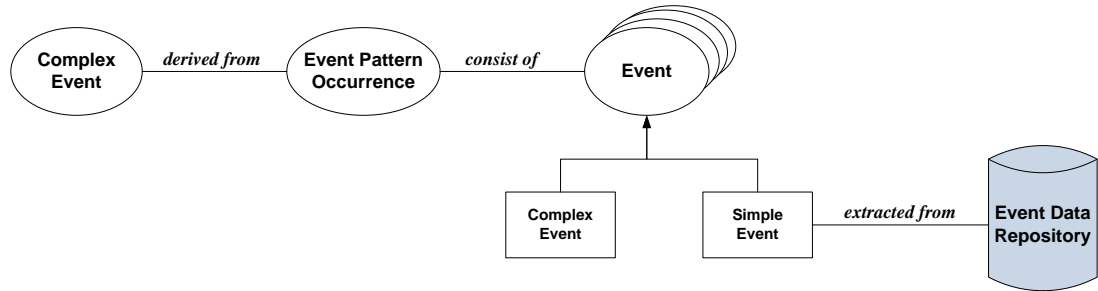 Complex
Event
derived from
Event Pattern
Occurrence
consist of
Event
Complex
Event
Simple
Event
extracted from
Event Data
Repository